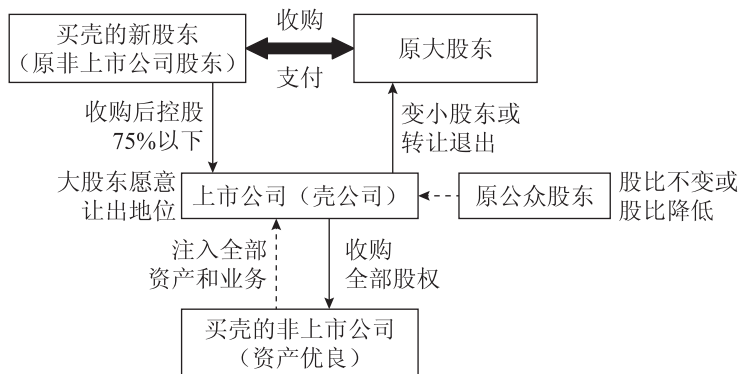 买壳的新股东
（原非上市公司股东）
收购
支付
原大股东
收购后控股
75%以下
变小股东或
转让退出
大股东愿意
让出地位
上市公司（壳公司）
原公众股东
股比不变或
股比降低
注入全部
资产和业务
收购
全部股权
买壳的非上市公司
（资产优良）